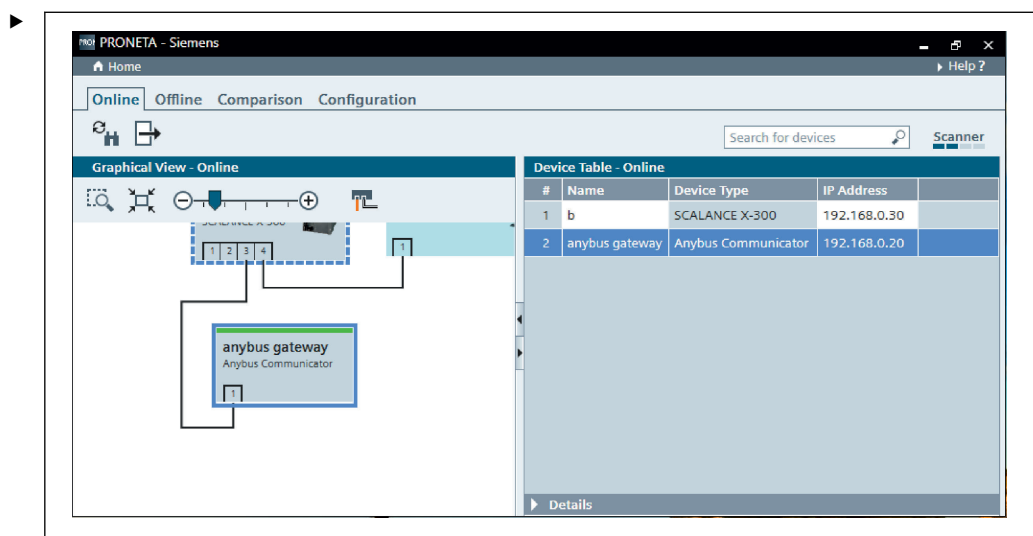 PRONETA - Siemens
Home
Help ?
Online Offline Comparison Configuration
Search for devices
Scanner
Graphical View - Online
Device Table - Online
# Name Device Type IP Address
1 b SCALANCE X-300 192.168.0.30
2 anybus gateway Anybus Communicator 192.168.0.20
SCALANCE X-300
1 2 3 4
1
anybus gateway
Anybus Communicator
1
Details